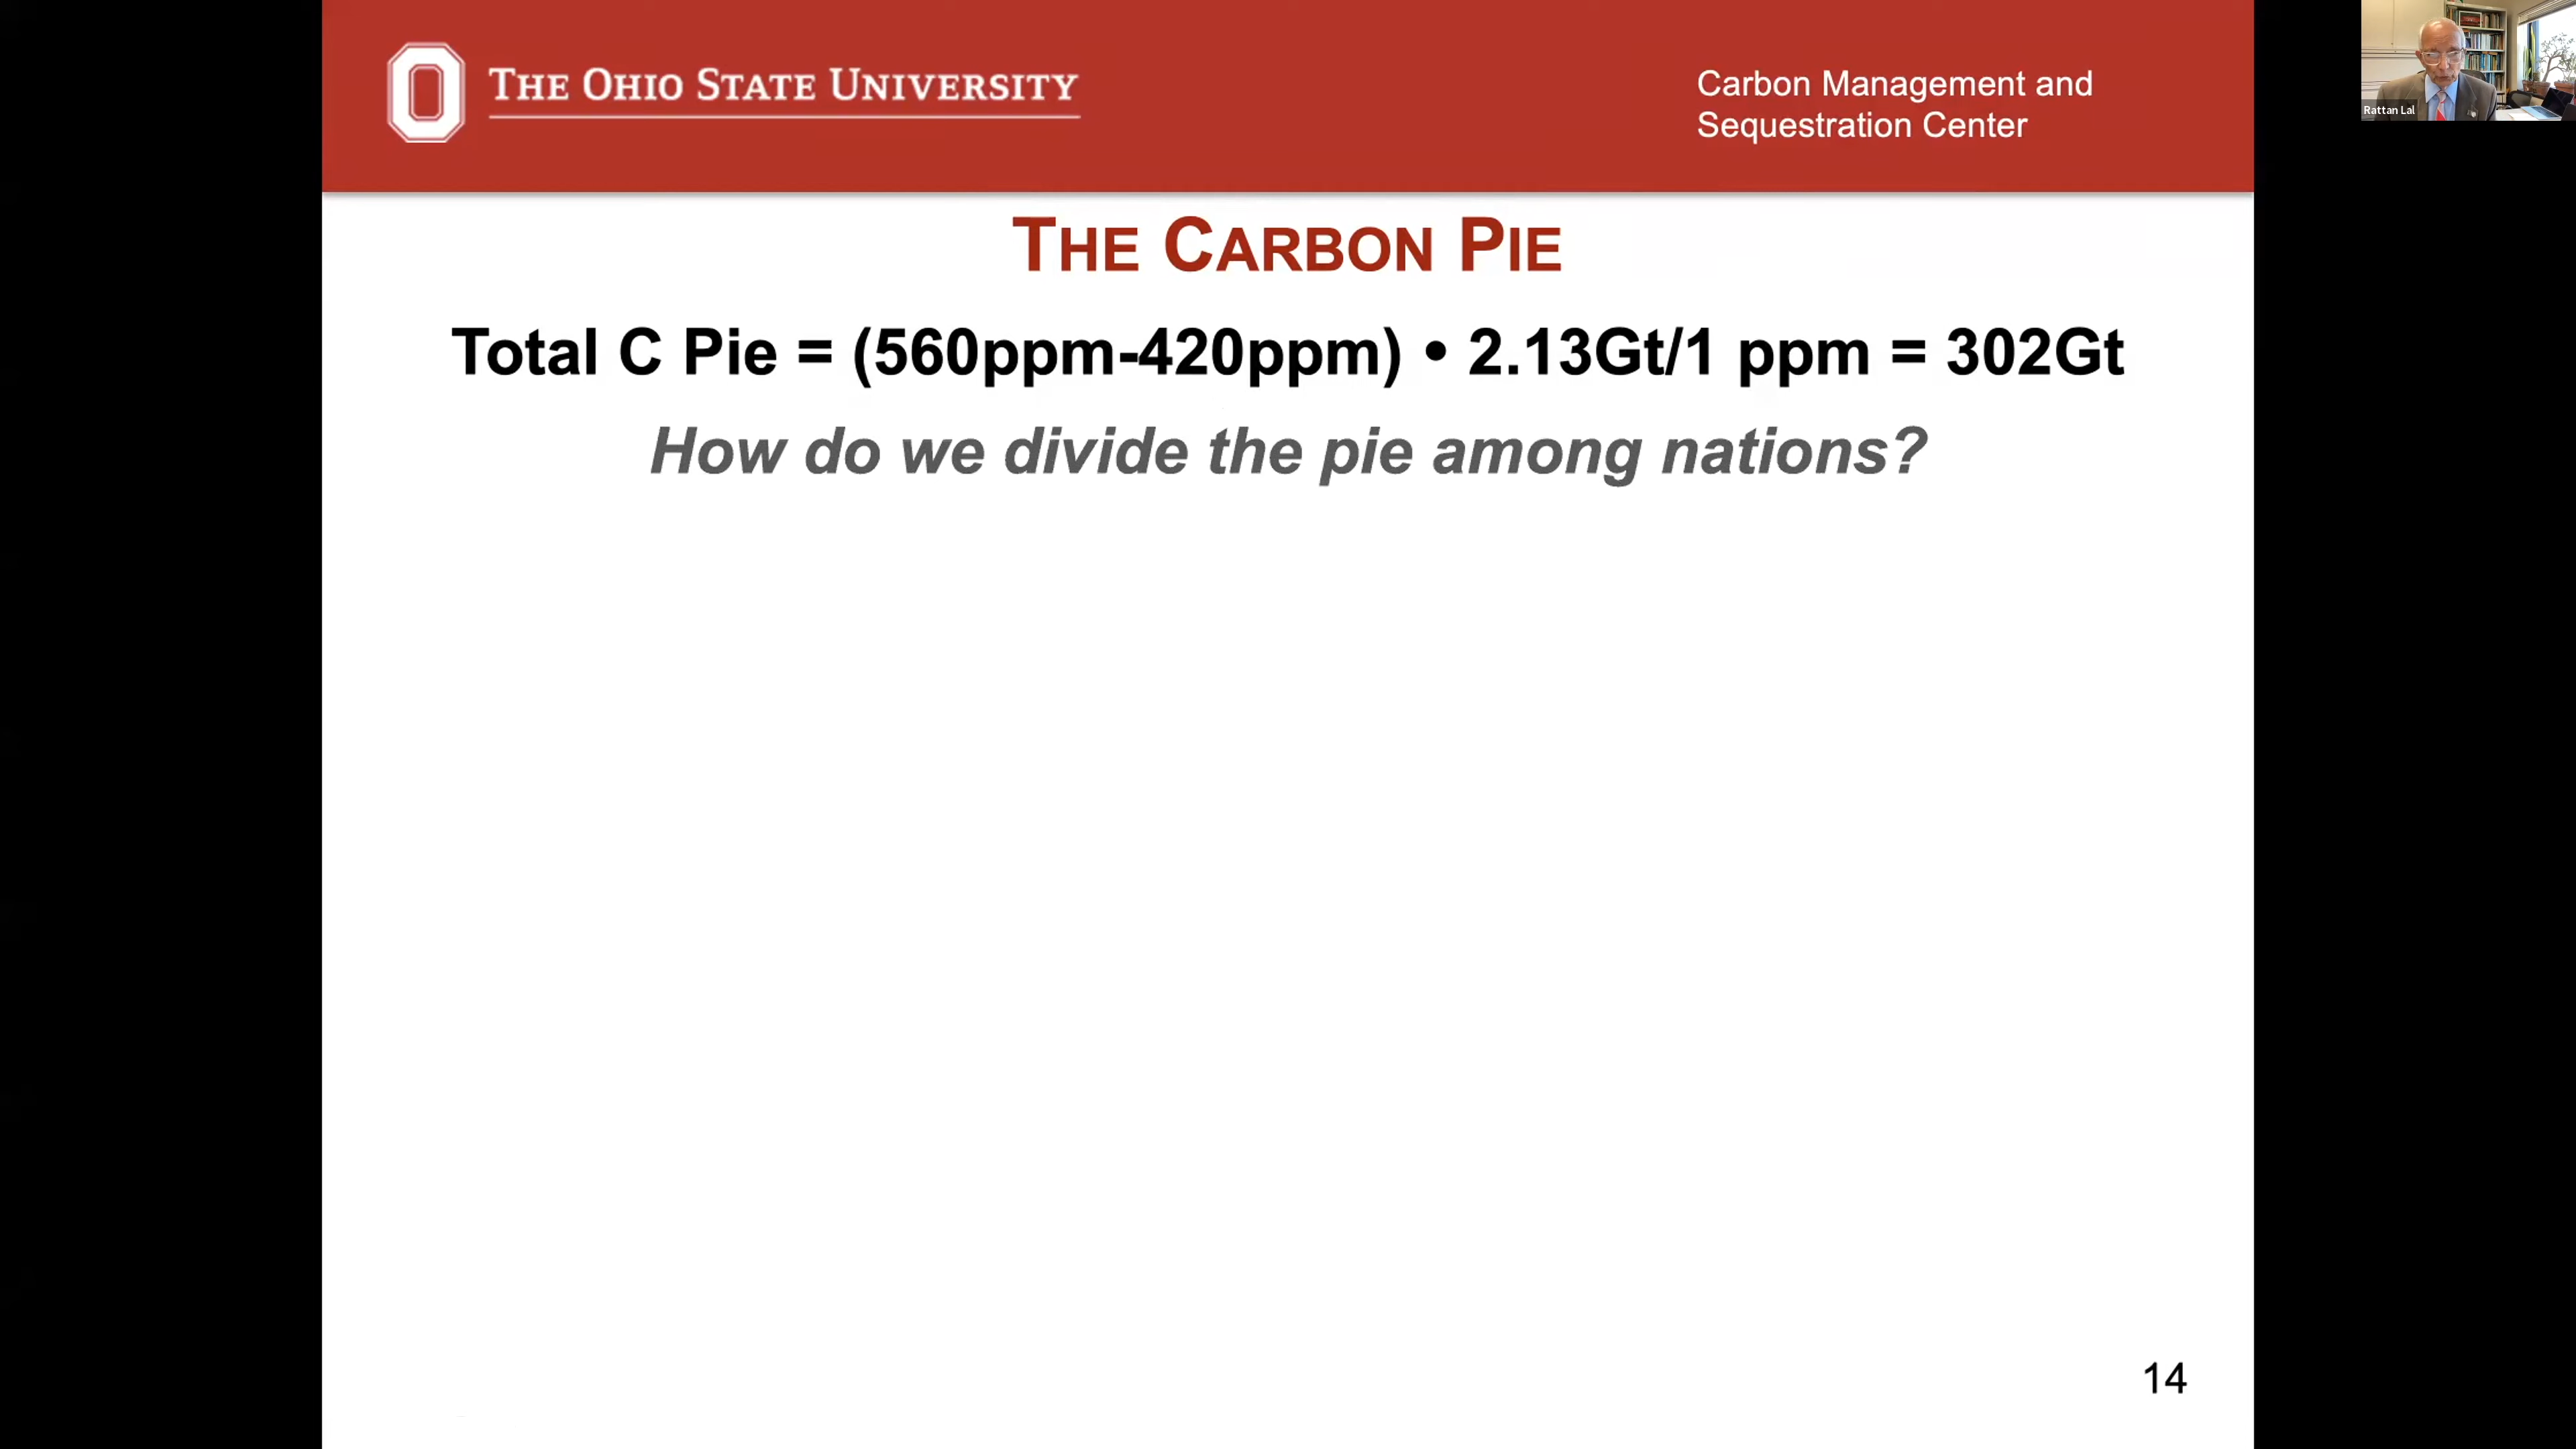 THE OHIO STATE UNIVERSITY
Carbon Management and
Sequestration Center
Rattan Lal
THE CARBON PIE
Total C Pie = (560ppm-420ppm) • 2.13Gt/1 ppm = 302Gt
How do we divide the pie among nations?
14